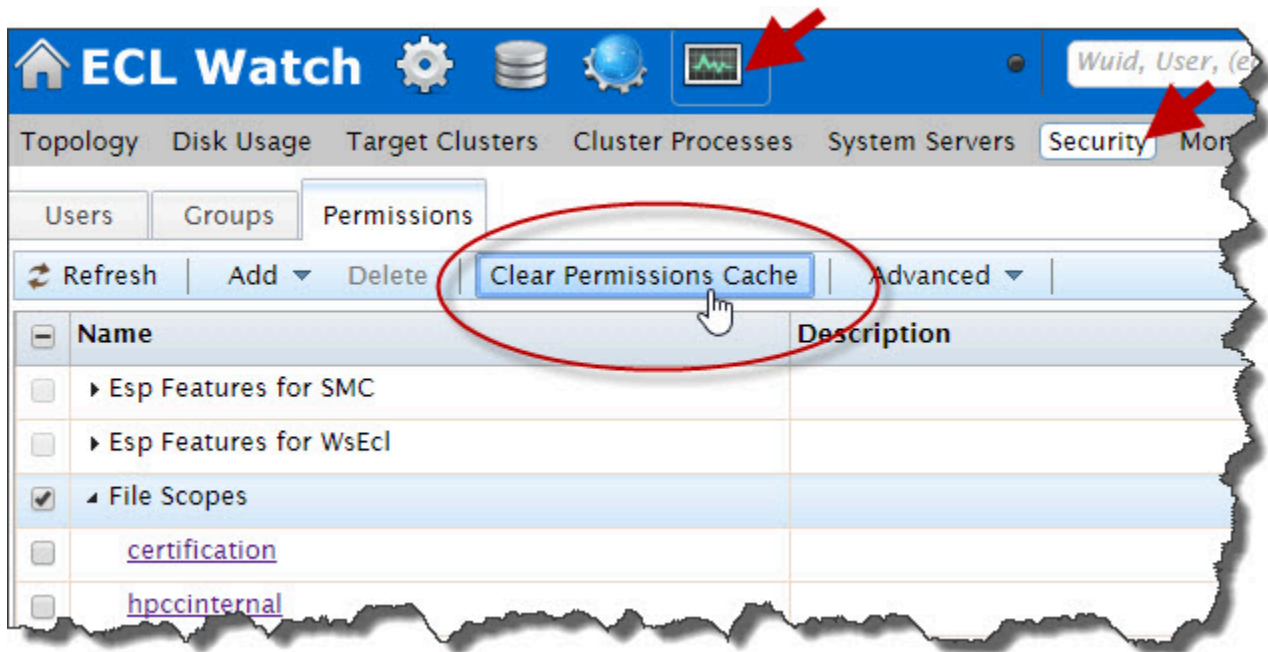 ECL Watch Wuid, User, (e
Topology Disk Usage Target Clusters Cluster Processes System Servers Security Mon
Users Groups Permissions
Refresh Add Delete Clear Permissions Cache Advanced
Name Description
Esp Features for SMC
Esp Features for WsEcl
File Scopes
certification
hpccinternal